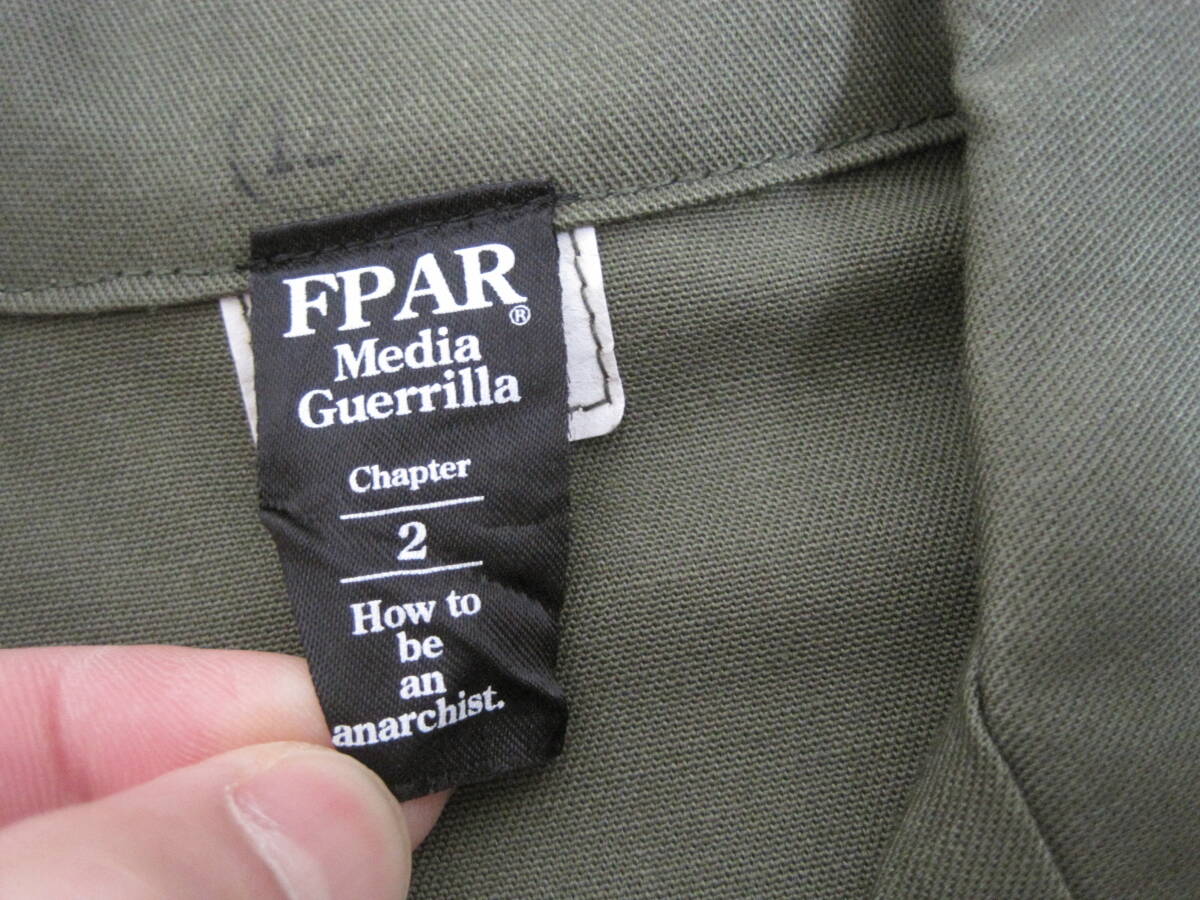 FPAR®
Media
Guerrilla
Chapter
2
How to
be
an
anarchist.